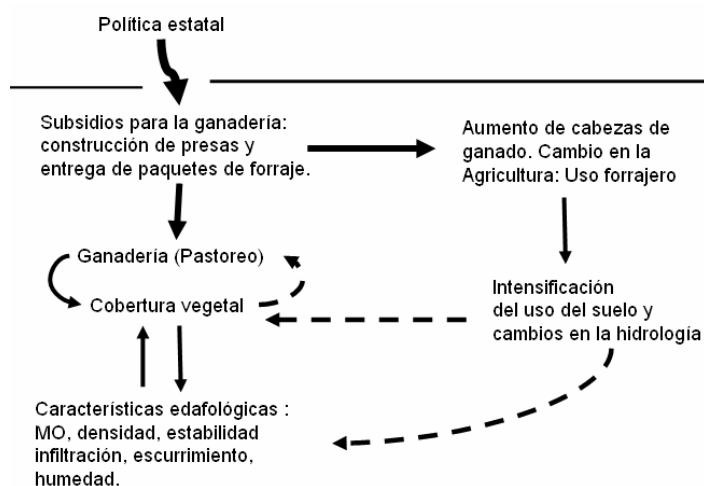 Política estatal
Subsidios para la ganadería:
construcción de presas y
entrega de paquetes de forraje.
Aumento de cabezas de
ganado. Cambio en la
Agricultura: Uso forrajero
Ganadería (Pastoreo)
Cobertura vegetal
Intensificación
del uso del suelo y
cambios en la hidrología
Características edafológicas :
MO, densidad, estabilidad
infiltración, escurrimiento,
humedad.